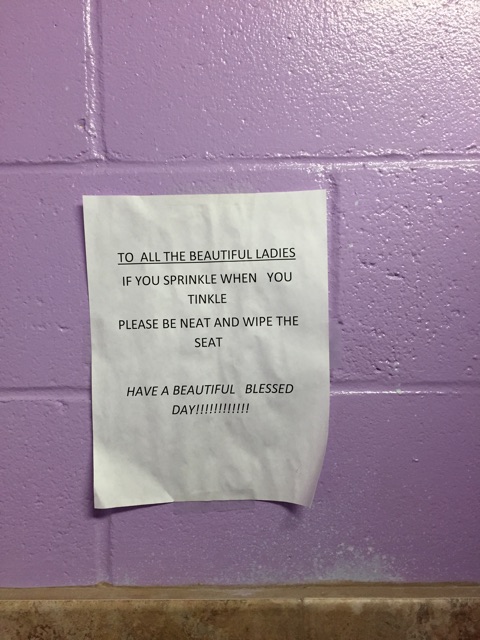 TO ALL THE BEAUTIFUL LADIES
IF YOU SPRINKLE WHEN YOU
TINKLE
PLEASE BE NEAT AND WIPE THE
SEAT
HAVE A BEAUTIFUL BLESSED
DAY!!!!!!!!!!!!